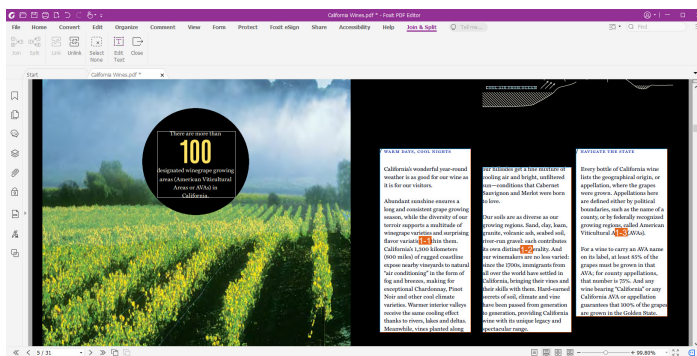 California Wines.pdf * - Foxit PDF Editor
File Home Convert Edit Organize Comment View Form Protect Foxit eSign Share Accessibility Help Join & Split Tell me... Find
Join Split Link Unlink Select None Edit Text Close
Start California Wines.pdf *
There are more than
100
designated winegrape growing
areas (American Viticultural
Areas or AVAs) in
California.
WARM DAYS, COOL NIGHTS
California's wonderful year-round
weather is as good for our wine as
it is for our visitors.
Abundant sunshine ensures a
long and consistent grape growing
season, while the diversity of our
terroir supports a multitude of
winegrape varieties and surprising
flavor variatio 1-1 thin them.
California's 1,300 kilometers
(800 miles) of rugged coastline
expose nearby vineyards to natural
"air conditioning" in the form of
fog and breezes, making for
exceptional Chardonnay, Pinot
Noir and other cool climate
varieties. Warmer interior valleys
receive the same cooling effect
thanks to rivers, lakes and deltas.
Meanwhile, vines planted along
our hillsides get a fine mixture of
cooling air and bright, unfiltered
sun—conditions that Cabernet
Sauvignon and Merlot were born
to love.
Our soils are as diverse as our
growing regions. Sand, clay, loam,
granite, volcanic ash, seabed soil,
river-run gravel: each contributes
its own distinc 1-2 rality. And
our winemakers are no less varied:
since the 1700s, immigrants from
all over the world have settled in
California, bringing their vines and
their skills with them. Hard-earned
secrets of soil, climate and vine
have been passed from generation
to generation, providing California
wine with its unique legacy and
spectacular range.
NAVIGATE THE STATE
Every bottle of California wine
lists the geographical origin, or
appellation, where the grapes
were grown. Appellations here
are defined either by political
boundaries, such as the name of a
county, or by federally recognized
growing regions, called American
Viticultural A 1-3 (AVAs).
For a wine to carry an AVA name
on its label, at least 85% of the
grapes must be grown in that
AVA; for county appellations,
that number is 75%. And any
wine bearing "California" or any
California AVA or appellation
guarantees that 100% of the grapes
are grown in the Golden State.
5 / 31 99.80%